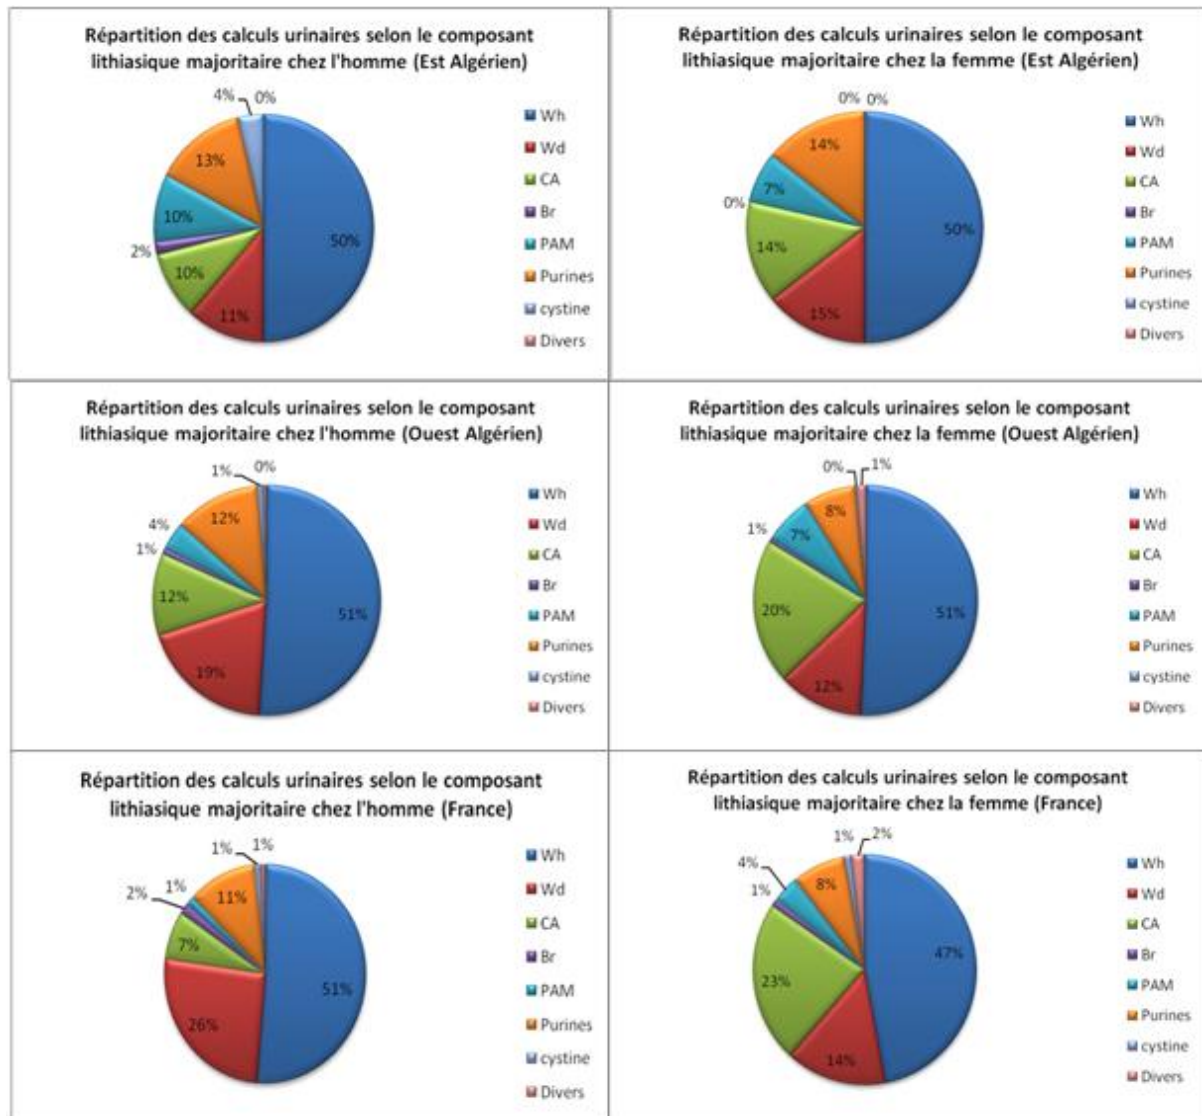 Répartition des calculs urinaires selon le composant
lithiasique majoritaire chez l'homme (Est Algérien)
4%
0%
13%
10%
2%
10%
11%
50%
Wh
Wd
CA
Br
PAM
Purines
cystine
Divers
Répartition des calculs urinaires selon le composant
lithiasique majoritaire chez la femme (Est Algérien)
0%
0%
14%
7%
0%
14%
15%
50%
Wh
Wd
CA
Br
PAM
Purines
cystine
Divers
Répartition des calculs urinaires selon le composant
lithiasique majoritaire chez l'homme (Ouest Algérien)
1%
0%
12%
4%
1%
12%
19%
51%
Wh
Wd
CA
Br
PAM
Purines
cystine
Divers
Répartition des calculs urinaires selon le composant
lithiasique majoritaire chez la femme (Ouest Algérien)
0%
1%
8%
7%
1%
20%
12%
51%
Wh
Wd
CA
Br
PAM
Purines
cystine
Divers
Répartition des calculs urinaires selon le composant
lithiasique majoritaire chez l'homme (France)
1%
1%
11%
1%
2%
7%
26%
51%
Wh
Wd
CA
Br
PAM
Purines
cystine
Divers
Répartition des calculs urinaires selon le composant
lithiasique majoritaire chez la femme (France)
1%
2%
8%
4%
1%
23%
14%
47%
Wh
Wd
CA
Br
PAM
Purines
cystine
Divers